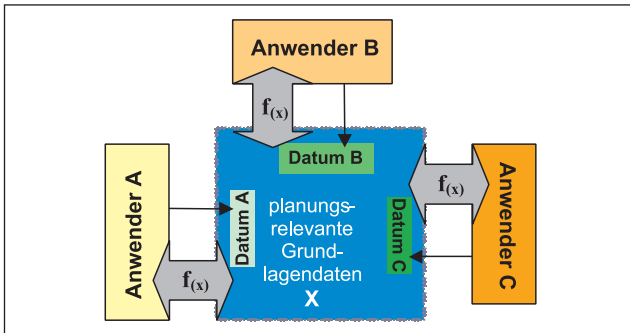 Anwender B
f(x)
Datum B
Anwender A
Datum A
f(x)
planungs-
relevante
Grund-
lagendaten
X
Datum C
f(x)
Anwender C